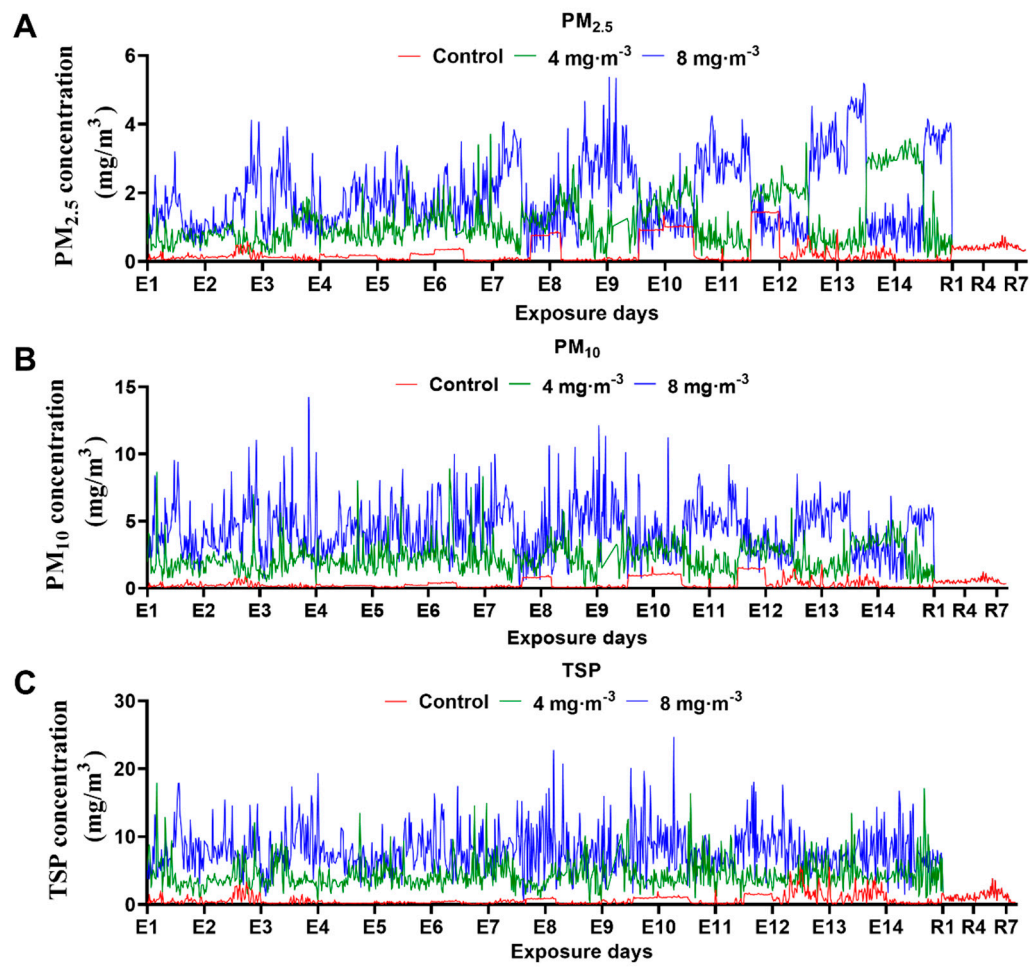 A
PM2.5
Control 4 mg·m-3 8 mg·m-3
PM2.5 concentration
(mg/m3)
6
4
2
0
E1 E2 E3 E4 E5 E6 E7 E8 E9 E10 E11 E12 E13 E14 R1 R4 R7
Exposure days
B
PM10
Control 4 mg·m-3 8 mg·m-3
PM10 concentration
(mg/m3)
15
10
5
0
E1 E2 E3 E4 E5 E6 E7 E8 E9 E10 E11 E12 E13 E14 R1 R4 R7
Exposure days
C
TSP
Control 4 mg·m-3 8 mg·m-3
TSP concentration
(mg/m3)
30
20
10
0
E1 E2 E3 E4 E5 E6 E7 E8 E9 E10 E11 E12 E13 E14 R1 R4 R7
Exposure days